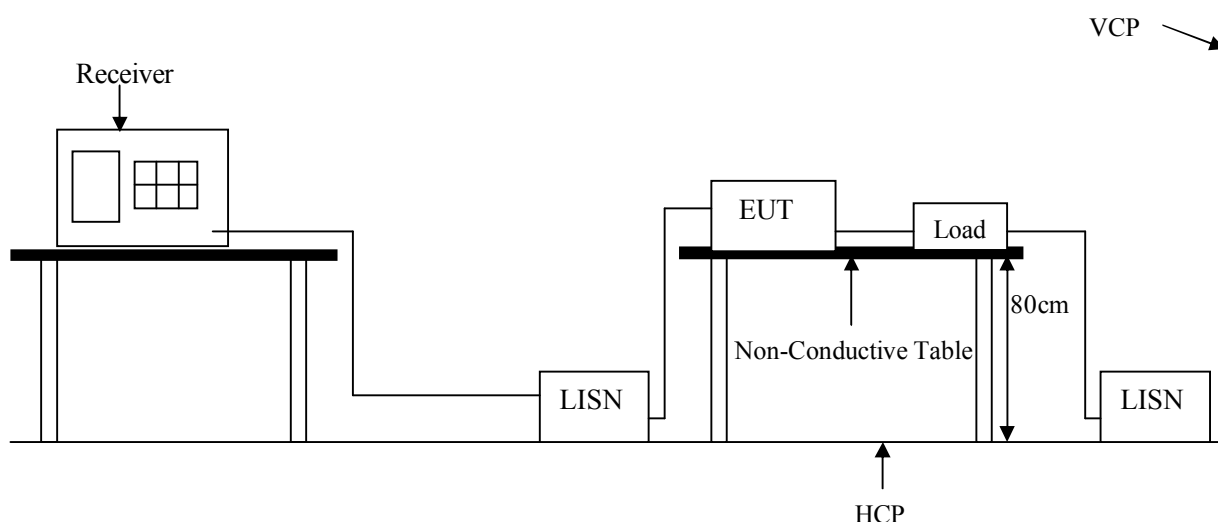 VCP
Receiver
EUT
Load
80cm
Non-Conductive Table
LISN
LISN
HCP